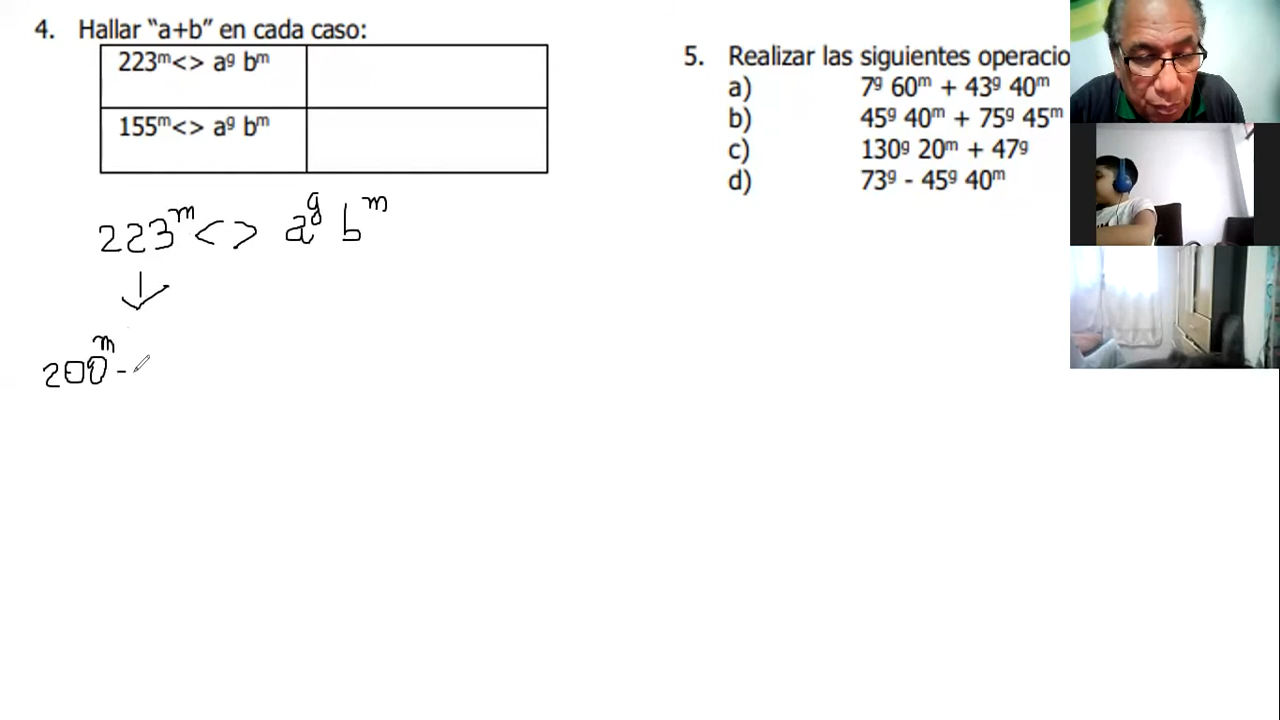 4. Hallar “a+b” en cada caso:
223ᵐ<> aᵍ bᵐ
155ᵐ<> aᵍ bᵐ
223ᵐ <> aᵍ bᵐ
200ᵐ -
5. Realizar las siguientes operacio
a) 7ᵍ 60ᵐ + 43ᵍ 40ᵐ
b) 45ᵍ 40ᵐ + 75ᵍ 45ᵐ
c) 130ᵍ 20ᵐ + 47ᵍ
d) 73ᵍ - 45ᵍ 40ᵐ